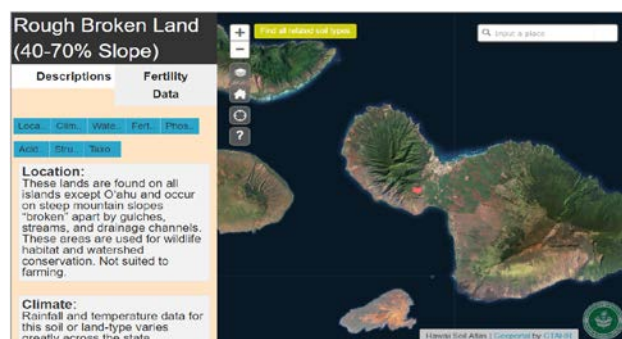 Rough Broken Land
(40-70% Slope)
Descriptions
Fertility
Data
Loca..
Clim..
Wate..
Fert..
Phos..
Acid..
Stru..
Taxo..
Location:
These lands are found on all
islands except O'ahu and occur
on steep mountain slopes
"broken" apart by gulches,
streams, and drainage channels.
These areas are used for wildlife
habitat and watershed
conservation. Not suited to
farming.
Climate:
Rainfall and temperature data for
this soil or land-type varies
greatly across the state
+
Find all related soil types
−
?
Input a place
Hawaii Soil Atlas | Geoportal by CTAHR